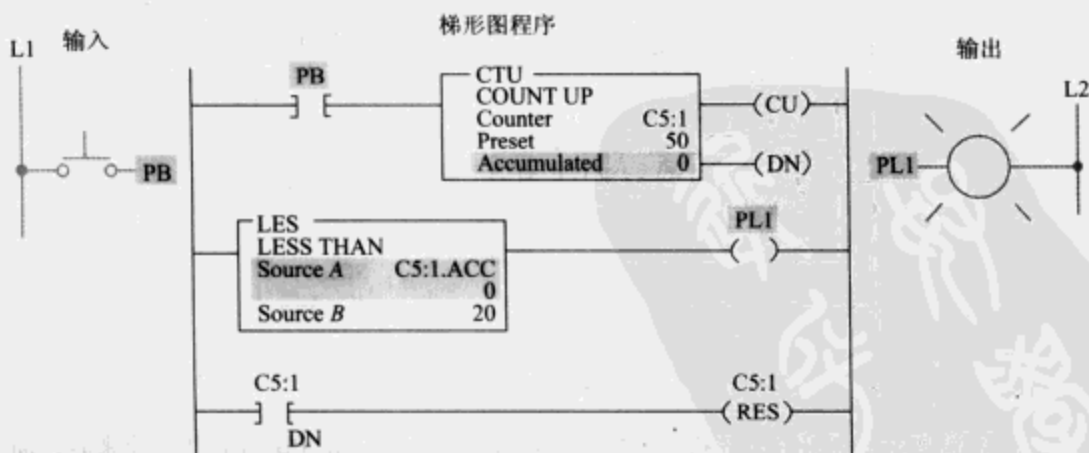 梯形图程序
L1 输入
输出
L2
PB
PB
CTU
COUNT UP
Counter C5:1
Preset 50
Accumulated 0
(CU)
(DN)
PL1
LES
LESS THAN
Source A C5:1.ACC
0
Source B 20
PL1
C5:1
DN
C5:1
(RES)